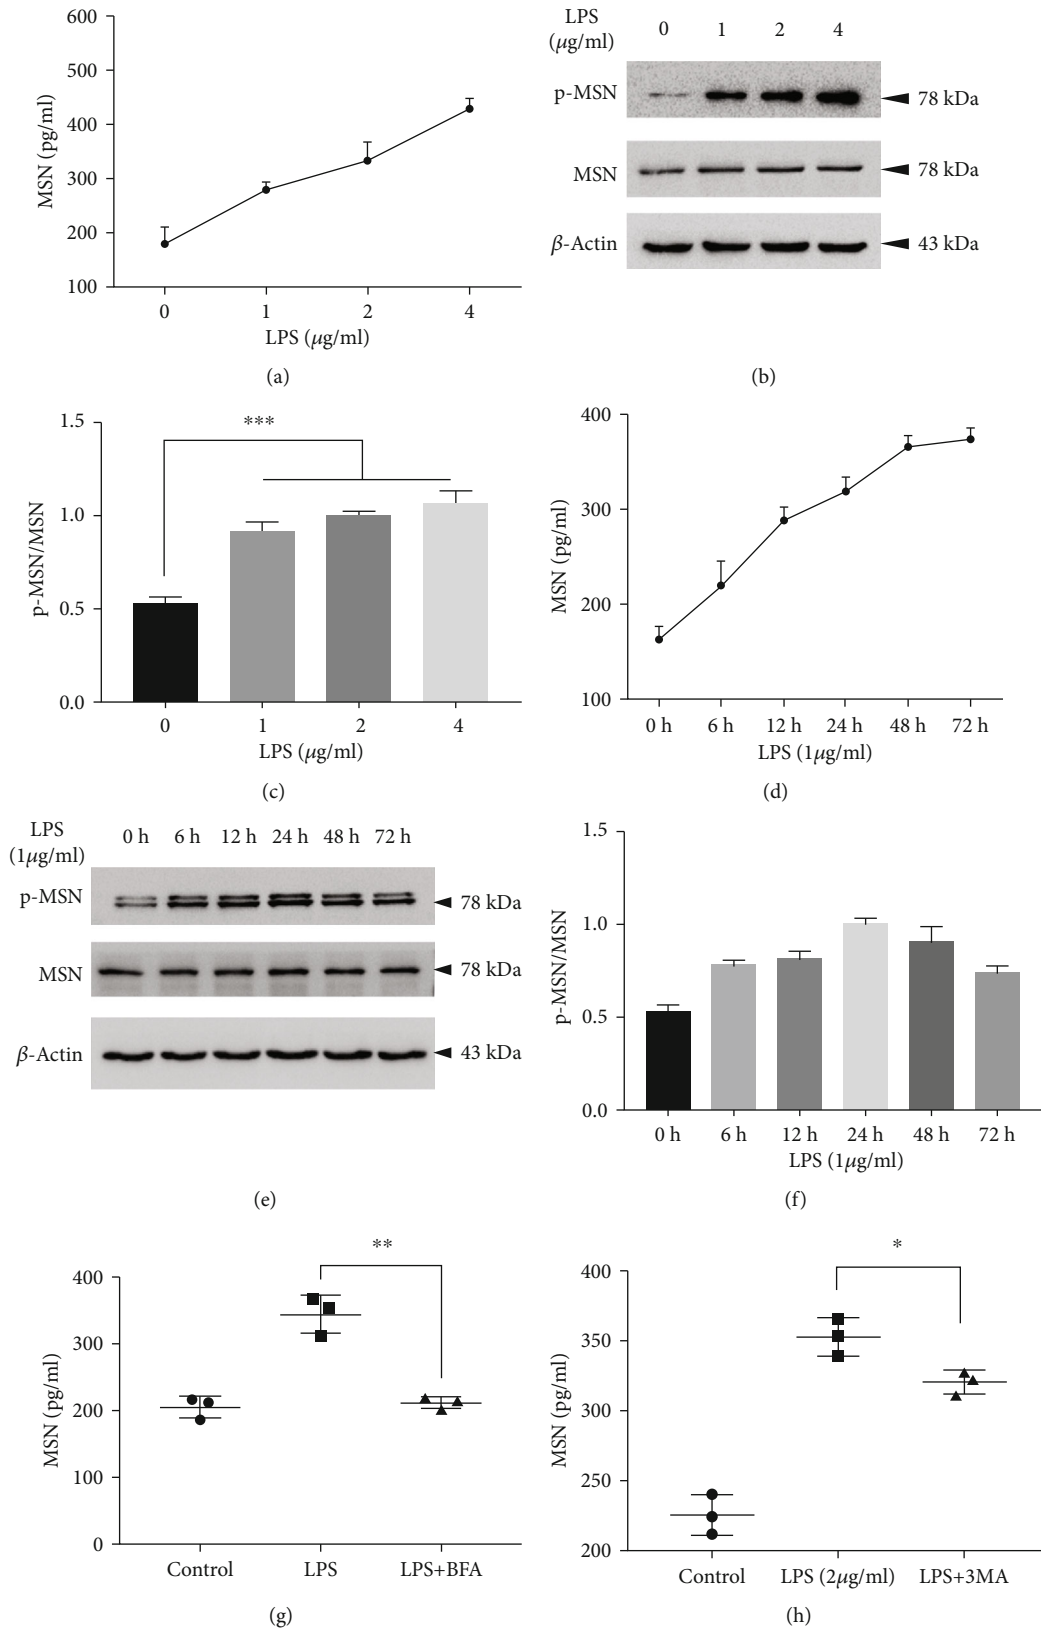 600
500
400
300
200
100
MSN (pg/ml)
0 1 2 4
LPS (μg/ml)
(a)
LPS
(μg/ml)
0 1 2 4
p-MSN 78 kDa
MSN 78 kDa
β-Actin 43 kDa
(b)
1.5
1.0
0.5
0.0
p-MSN/MSN
***
0 1 2 4
LPS (μg/ml)
(c)
400
300
200
100
MSN (pg/ml)
0 h 6 h 12 h 24 h 48 h 72 h
LPS (1μg/ml)
(d)
LPS
(1μg/ml)
0 h 6 h 12 h 24 h 48 h 72 h
p-MSN 78 kDa
MSN 78 kDa
β-Actin 43 kDa
(e)
1.5
1.0
0.5
0.0
p-MSN/MSN
0 h 6 h 12 h 24 h 48 h 72 h
LPS (1μg/ml)
(f)
**
400
300
200
100
0
MSN (pg/ml)
Control LPS LPS+BFA
(g)
*
400
350
300
250
200
MSN (pg/ml)
Control LPS (2μg/ml) LPS+3MA
(h)